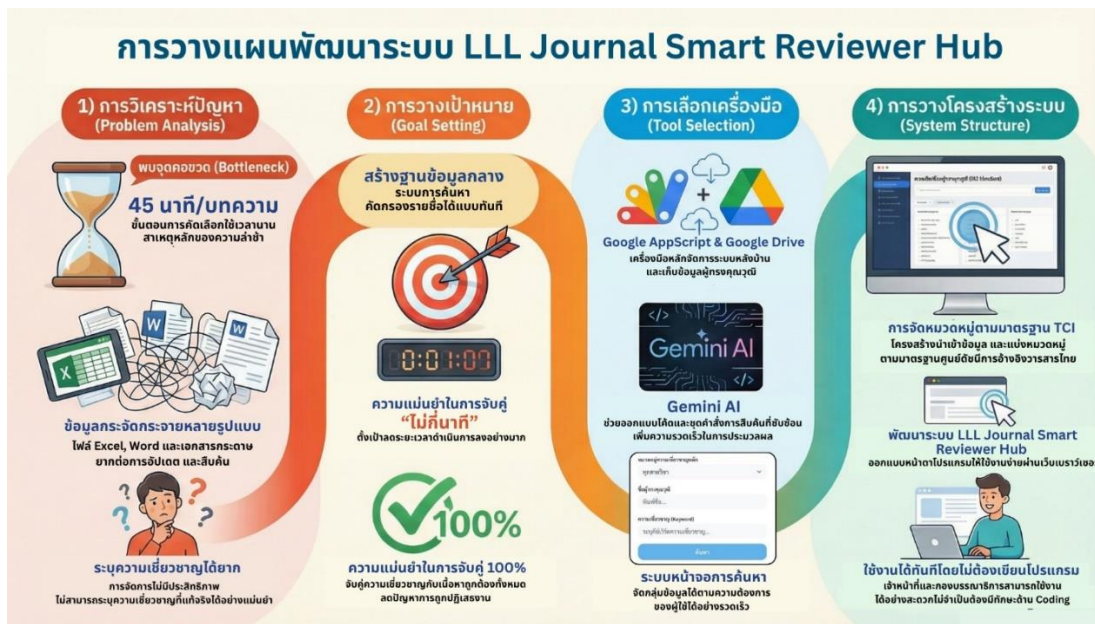 การวางแผนพัฒนาระบบ LLL Journal Smart Reviewer Hub
1) การวิเคราะห์ปัญหา
(Problem Analysis)
พบจุดคอขวด (Bottleneck)
45 นาที/บทความ
ขั้นตอนการคัดเลือกใช้เวลานาน
สาเหตุหลักของความล่าช้า
W
W
X
ข้อมูลกระจัดกระจายหลายรูปแบบ
ไฟล์ Excel, Word และเอกสารกระดาษ
ยากต่อการอัปเดต และสืบค้น
ระบุความเชี่ยวชาญได้ยาก
การจัดการไม่มีประสิทธิภาพ
ไม่สามารถระบุความเชี่ยวชาญที่แท้จริงได้อย่างแม่นยำ
2) การวางเป้าหมาย
(Goal Setting)
สร้างฐานข้อมูลกลาง
ระบบการค้นหา
คัดกรองรายชื่อได้แบบทันที
0:01:00
ความแม่นยำในการจับคู่
“ไม่กี่นาที”
ตั้งเป้าลดระยะเวลาดำเนินการลงอย่างมาก
100%
ความแม่นยำในการจับคู่ 100%
จับคู่ความเชี่ยวชาญกับเนื้อหาถูกต้องทั้งหมด
ลดปัญหาการถูกปฏิเสธงาน
3) การเลือกเครื่องมือ
(Tool Selection)
+
Google AppScript & Google Drive
เครื่องมือหลักจัดการระบบหลังบ้าน
และเก็บข้อมูลผู้ทรงคุณวุฒิ
</>
Gemini AI
</>
Gemini AI
ช่วยออกแบบโค้ดและชุดคำสั่งการสืบค้นที่ซับซ้อน
เพิ่มความรวดเร็วในการประมวลผล
ทุกสาขาวิชา
ชื่อผู้ทรงคุณวุฒิ
พิมพ์ชื่อ...
ความเชี่ยวชาญ (Keyword)
ค้นหา
ระบบหน้าจอการค้นหา
จัดกลุ่มข้อมูลได้ตามความต้องการ
ของผู้ใช้ได้อย่างรวดเร็ว
4) การวางโครงสร้างระบบ
(System Structure)
การจัดหมวดหมู่ตามมาตรฐาน TCI
โครงสร้างนำเข้าข้อมูล และแบ่งหมวดหมู่
ตามมาตรฐานศูนย์ดัชนีการอ้างอิงวารสารไทย
พัฒนาระบบ LLL Journal Smart
Reviewer Hub
ออกแบบหน้าตาโปรแกรมให้ใช้งานง่ายผ่านเว็บเบราว์เซอ
ใช้งานได้ทันทีโดยไม่ต้องเขียนโปรแกรม
เจ้าหน้าที่และกองบรรณาธิการสามารถใช้งาน
ได้อย่างสะดวกไม่จำเป็นต้องมีทักษะด้าน Coding